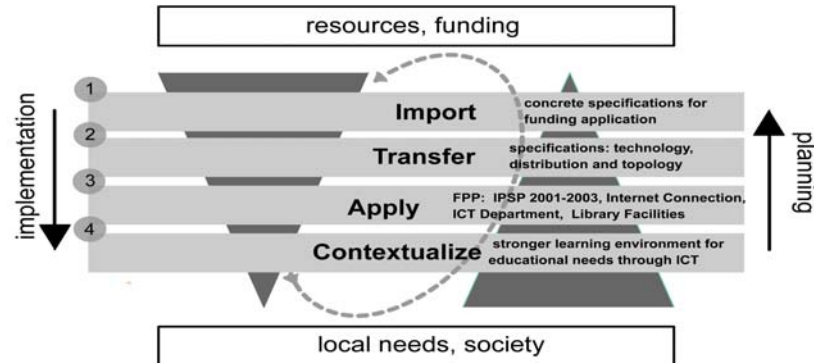 resources, funding
implementation
planning
1
Import
concrete specifications for
funding application
2
Transfer
specifications: technology,
distribution and topology
3
Apply
FPP: IPSP 2001-2003, Internet Connection,
ICT Department, Library Facilities
4
Contextualize
stronger learning environment for
educational needs through ICT
local needs, society